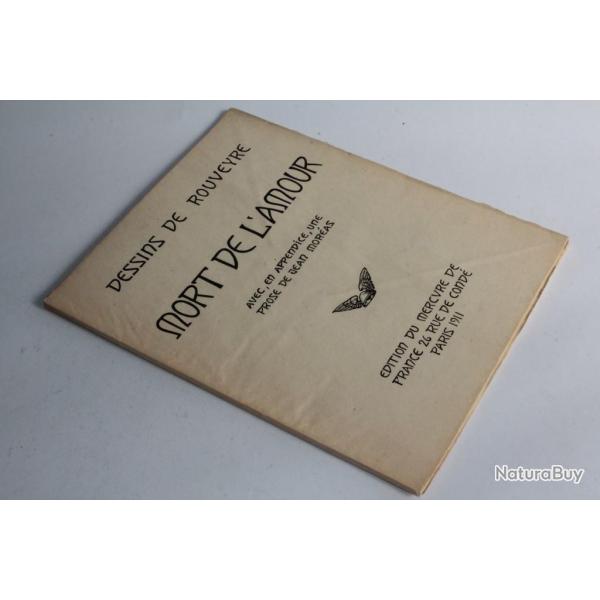 DESSINS DE ROUVEYRE
MORT DE L'AMOUR
AVEC, EN APPENDICE, UNE
PROSE DE JEAN MORÉAS
EDITION DU MERCVRE DE
FRANCE 26 RUE DE CONDÉ
PARIS 1911
NaturaBuy